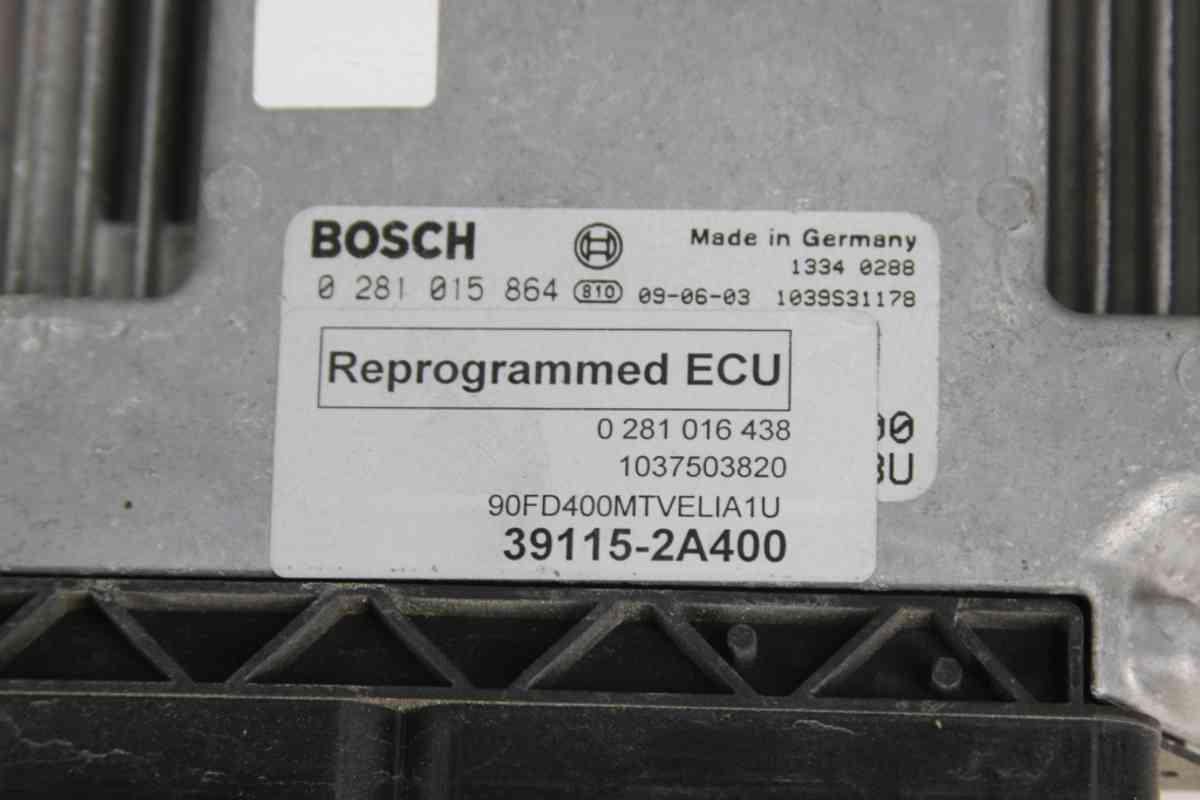 BOSCH
Made in Germany
1334 0288
0 281 015 864 810 09-06-03 1039S31178
Reprogrammed ECU
0 281 016 438
1037503820
90FD400MTVELIA1U
39115-2A400